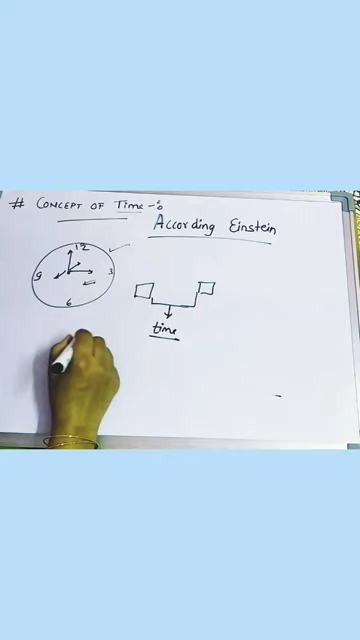 # CONCEPT OF TIME -:
ACCORDING EINSTEIN
12
9 3
6
time